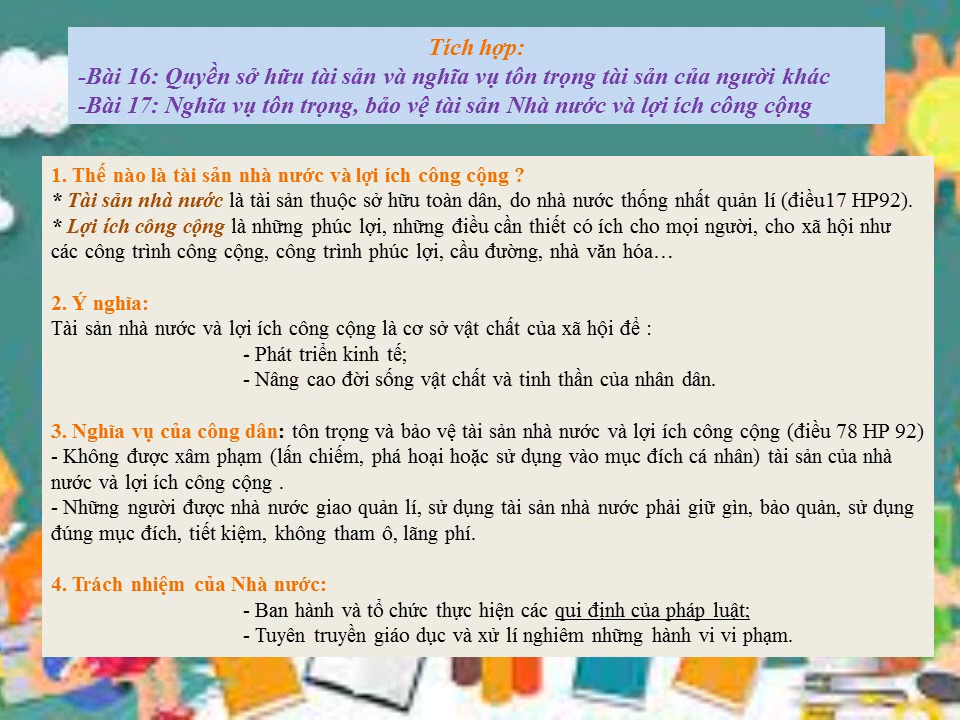 Tích hợp:
-Bài 16: Quyền sở hữu tài sản và nghĩa vụ tôn trọng tài sản của người khác
-Bài 17: Nghĩa vụ tôn trọng, bảo vệ tài sản Nhà nước và lợi ích công cộng
1. Thế nào là tài sản nhà nước và lợi ích công cộng ?
* Tài sản nhà nước là tài sản thuộc sở hữu toàn dân, do nhà nước thống nhất quản lí (điều17 HP92).
* Lợi ích công cộng là những phúc lợi, những điều cần thiết có ích cho mọi người, cho xã hội như
các công trình công cộng, công trình phúc lợi, cầu đường, nhà văn hóa…
2. Ý nghĩa:
Tài sản nhà nước và lợi ích công cộng là cơ sở vật chất của xã hội để :
- Phát triển kinh tế;
- Nâng cao đời sống vật chất và tinh thần của nhân dân.
3. Nghĩa vụ của công dân: tôn trọng và bảo vệ tài sản nhà nước và lợi ích công cộng (điều 78 HP 92)
- Không được xâm phạm (lấn chiếm, phá hoại hoặc sử dụng vào mục đích cá nhân) tài sản của nhà
nước và lợi ích công cộng .
- Những người được nhà nước giao quản lí, sử dụng tài sản nhà nước phải giữ gìn, bảo quản, sử dụng
đúng mục đích, tiết kiệm, không tham ô, lãng phí.
4. Trách nhiệm của Nhà nước:
- Ban hành và tổ chức thực hiện các qui định của pháp luật;
- Tuyên truyền giáo dục và xử lí nghiêm những hành vi vi phạm.